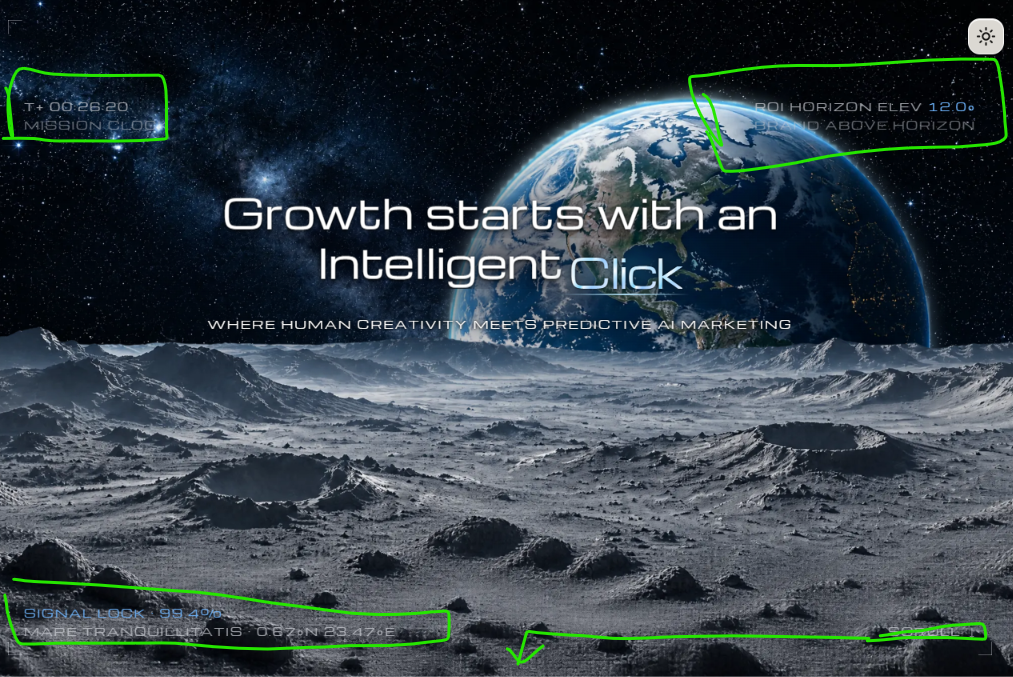 T+ 00:26:20
MISSION CLOCK
ROI HORIZON ELEV 12.0°
BRAND ABOVE HORIZON
Growth starts with an
Intelligent Click
WHERE HUMAN CREATIVITY MEETS PREDICTIVE AI MARKETING
SIGNAL LOCK · 99.4%
MARE TRANQUILLITATIS · 0.67°N 23.47°E
SCROLL